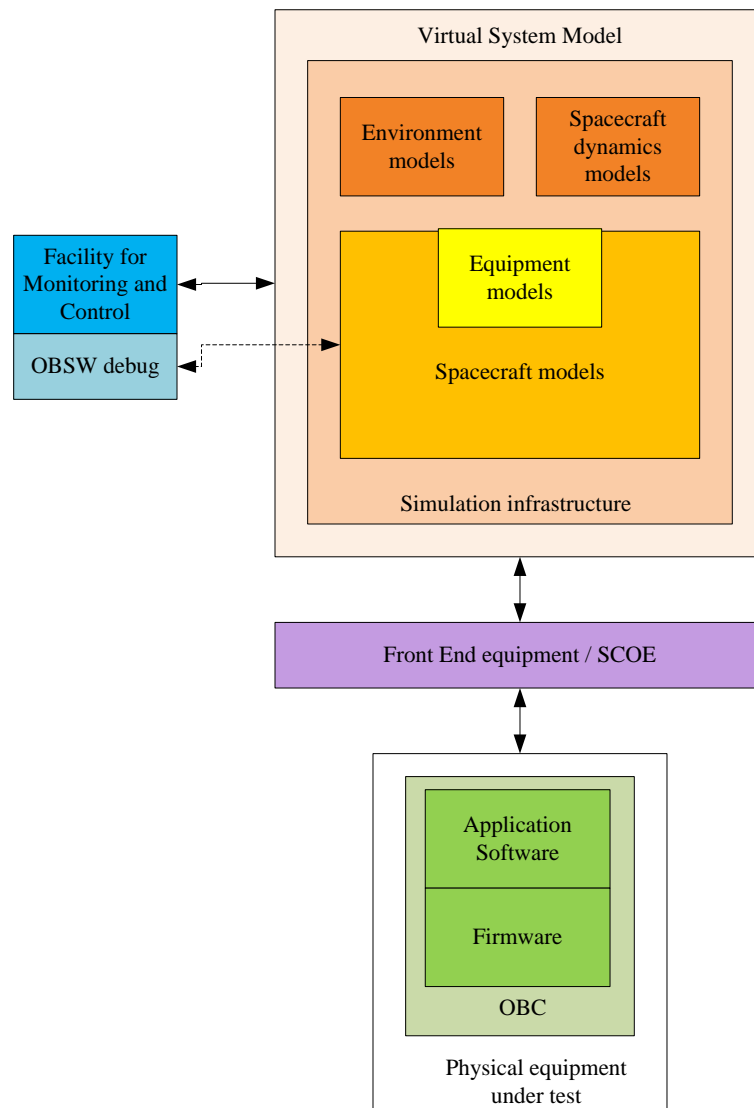 Virtual System Model
Environment
models
Spacecraft
dynamics
models
Facility for
Monitoring and
Control
OBSW debug
Equipment
models
Spacecraft models
Simulation infrastructure
Front End equipment / SCOE
Application
Software
Firmware
OBC
Physical equipment
under test